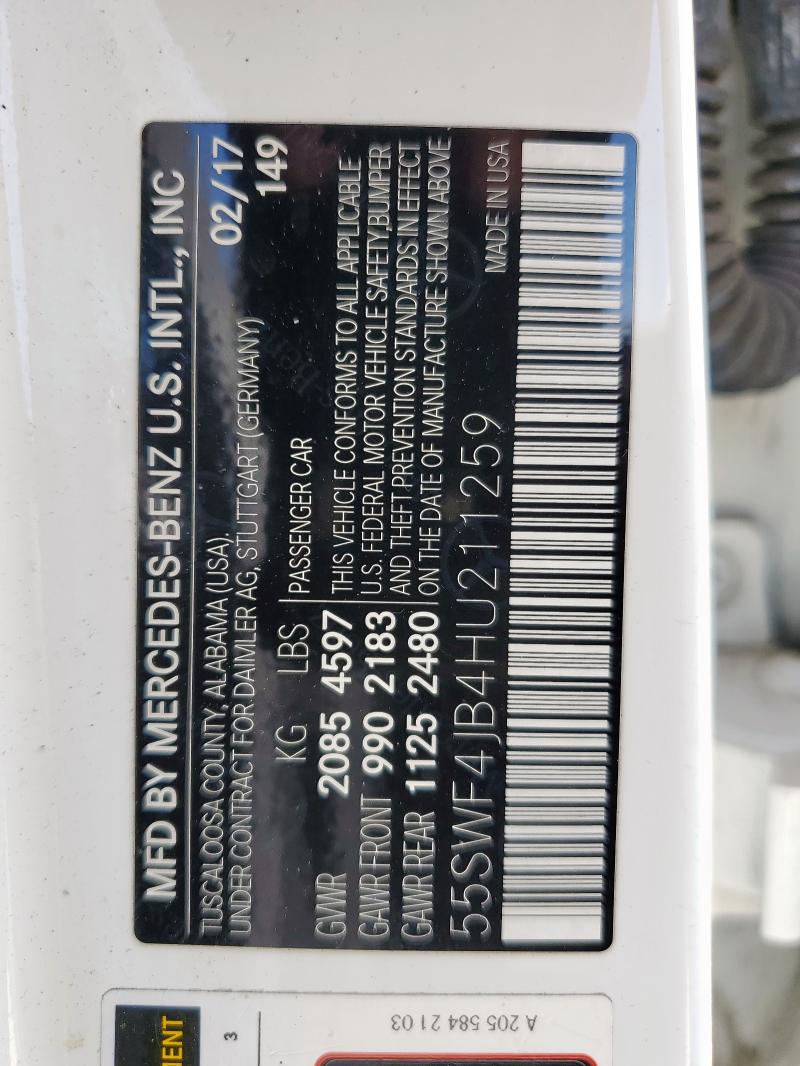 MFD BY MERCEDES-BENZ U.S. INTL., INC
TUSCALOOSA COUNTY, ALABAMA (USA),
UNDER CONTRACT FOR DAIMLER AG, STUTTGART (GERMANY)
02/17
149
KG LBS
PASSENGER CAR
GVWR 2085 4597
GAWR FRONT 990 2183
GAWR REAR 1125 2480
THIS VEHICLE CONFORMS TO ALL APPLICABLE
U.S. FEDERAL MOTOR VEHICLE SAFETY,BUMPER
AND THEFT PREVENTION STANDARDS IN EFFECT
ON THE DATE OF MANUFACTURE SHOWN ABOVE
55SWF4JB4HU211259
MADE IN USA
3
A 205 584 21 03